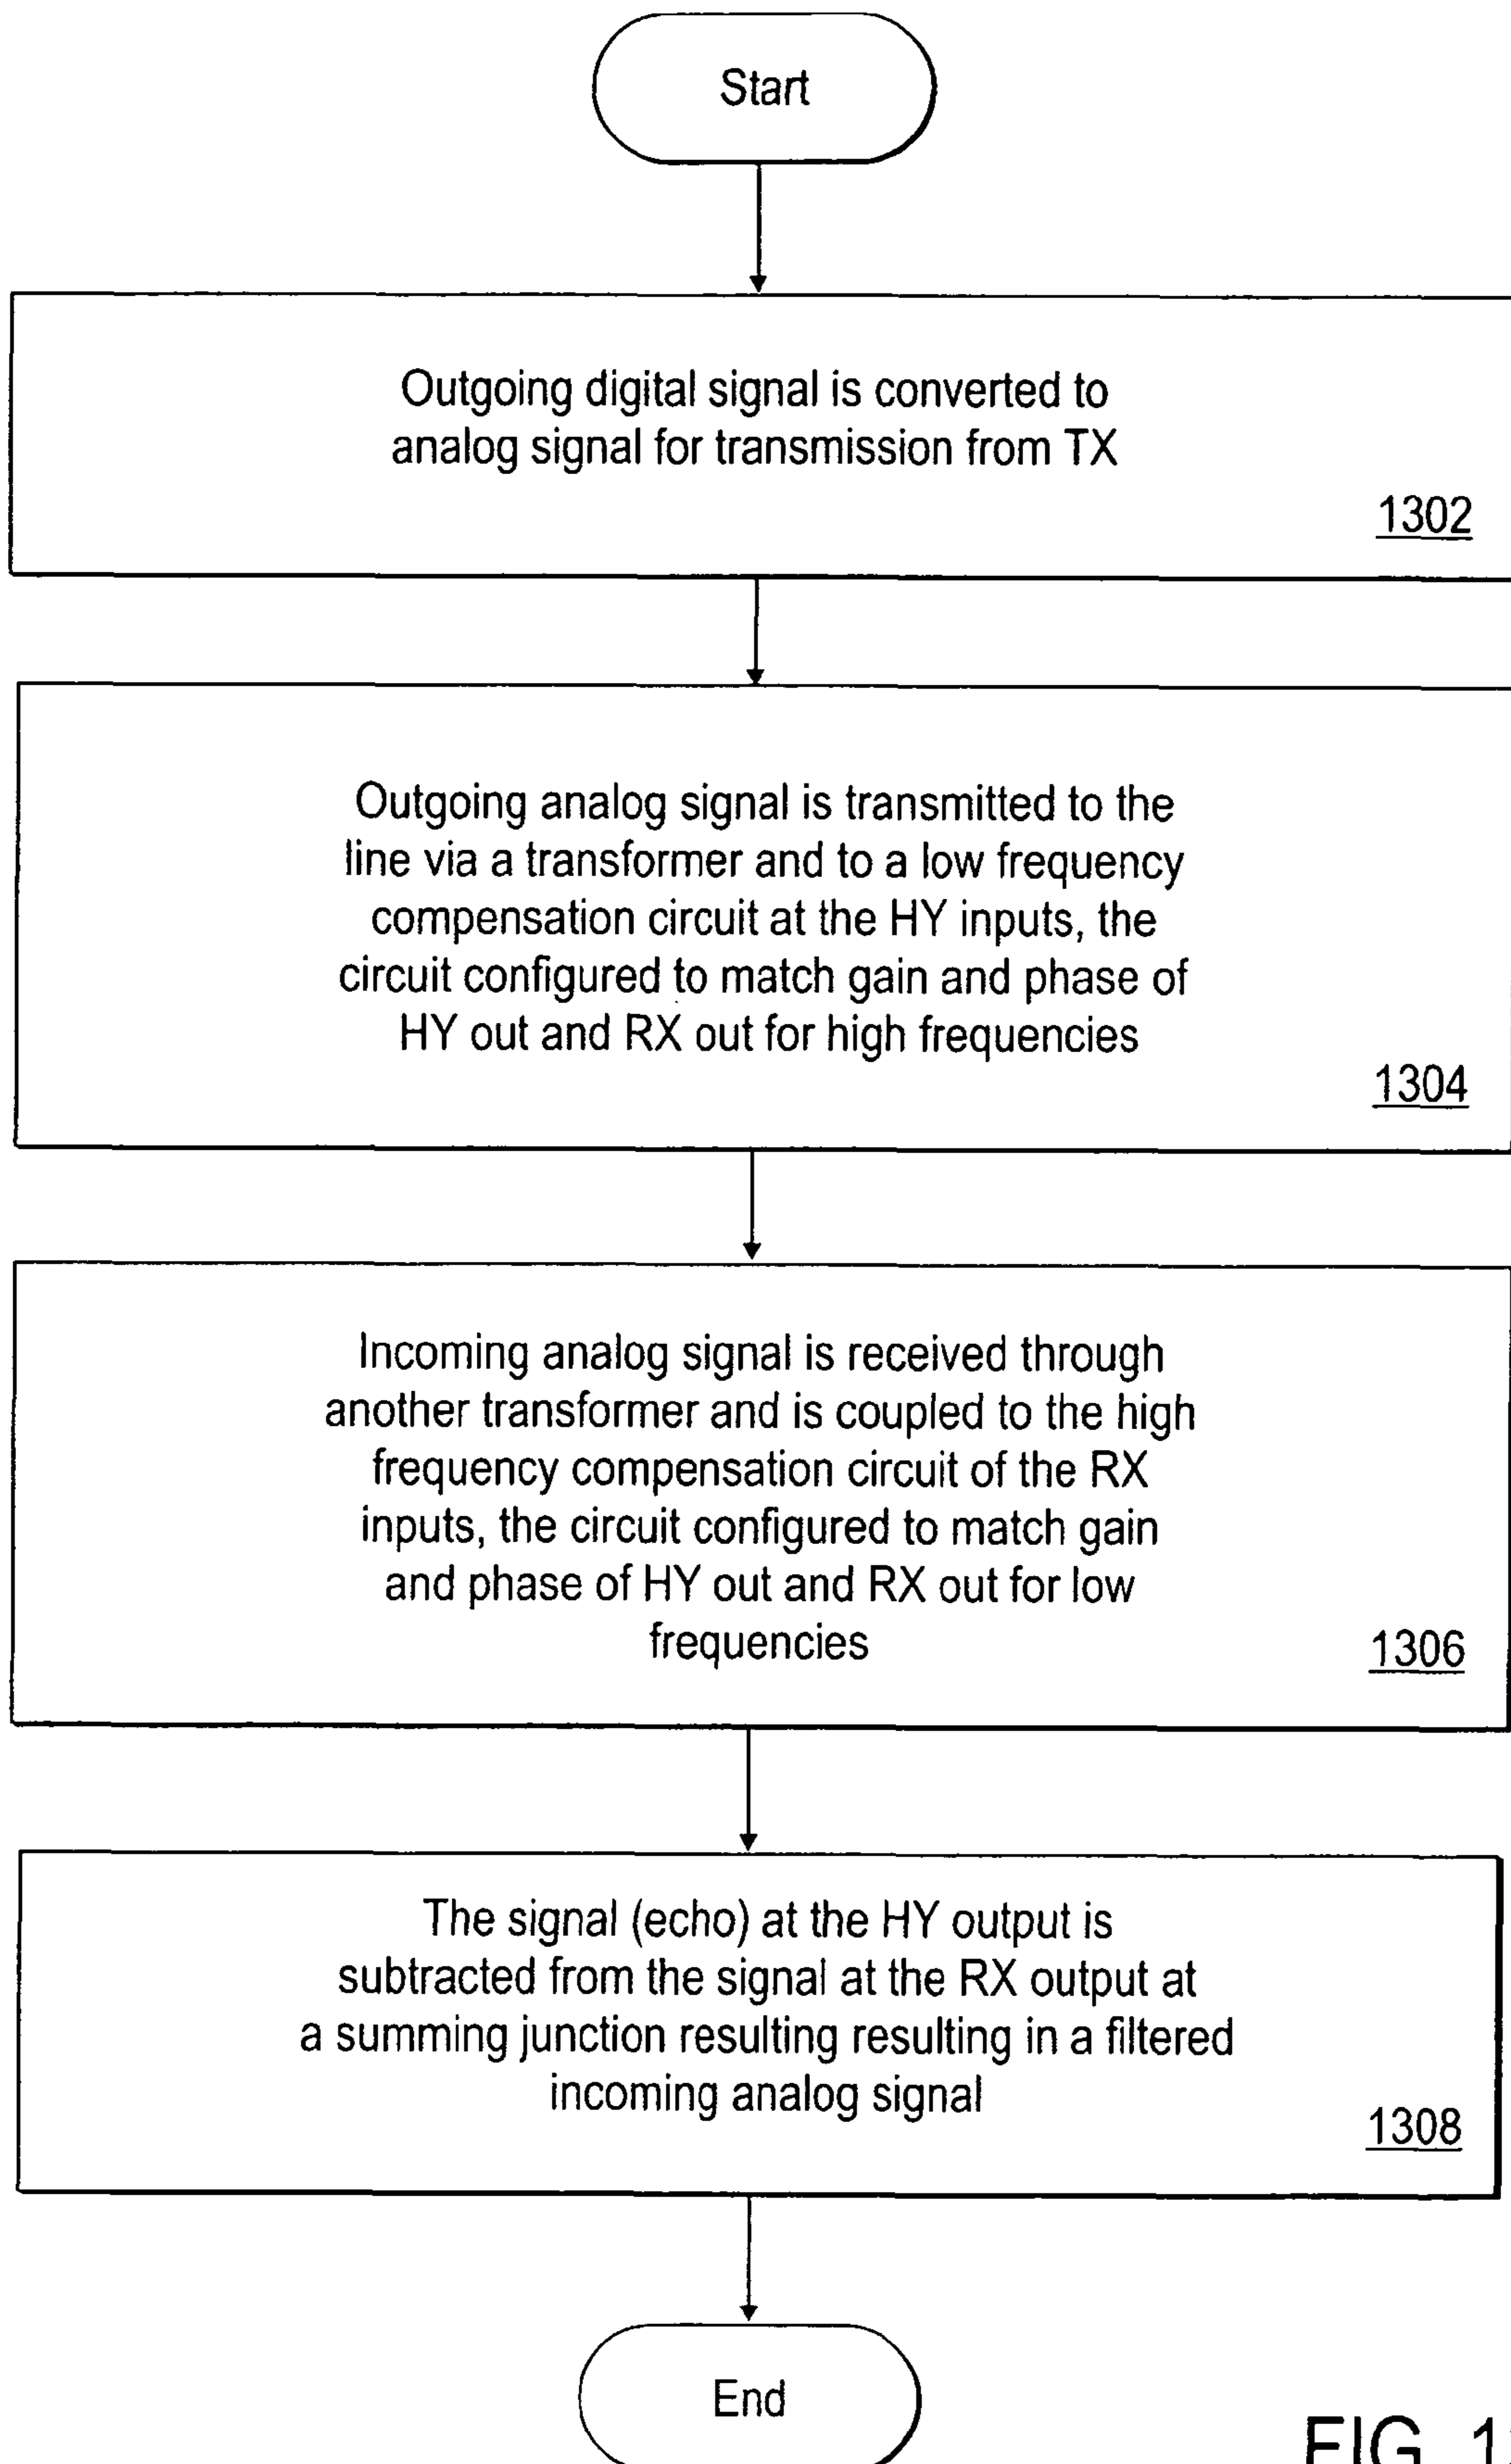 Start
Outgoing digital signal is converted to
analog signal for transmission from TX
1302
Outgoing analog signal is transmitted to the
line via a transformer and to a low frequency
compensation circuit at the HY inputs, the
circuit configured to match gain and phase of
HY out and RX out for high frequencies
1304
Incoming analog signal is received through
another transformer and is coupled to the high
frequency compensation circuit of the RX
inputs, the circuit configured to match gain
and phase of HY out and RX out for low
frequencies
1306
The signal (echo) at the HY output is
subtracted from the signal at the RX output at
a summing junction resulting resulting in a filtered
incoming analog signal
1308
End
FIG.